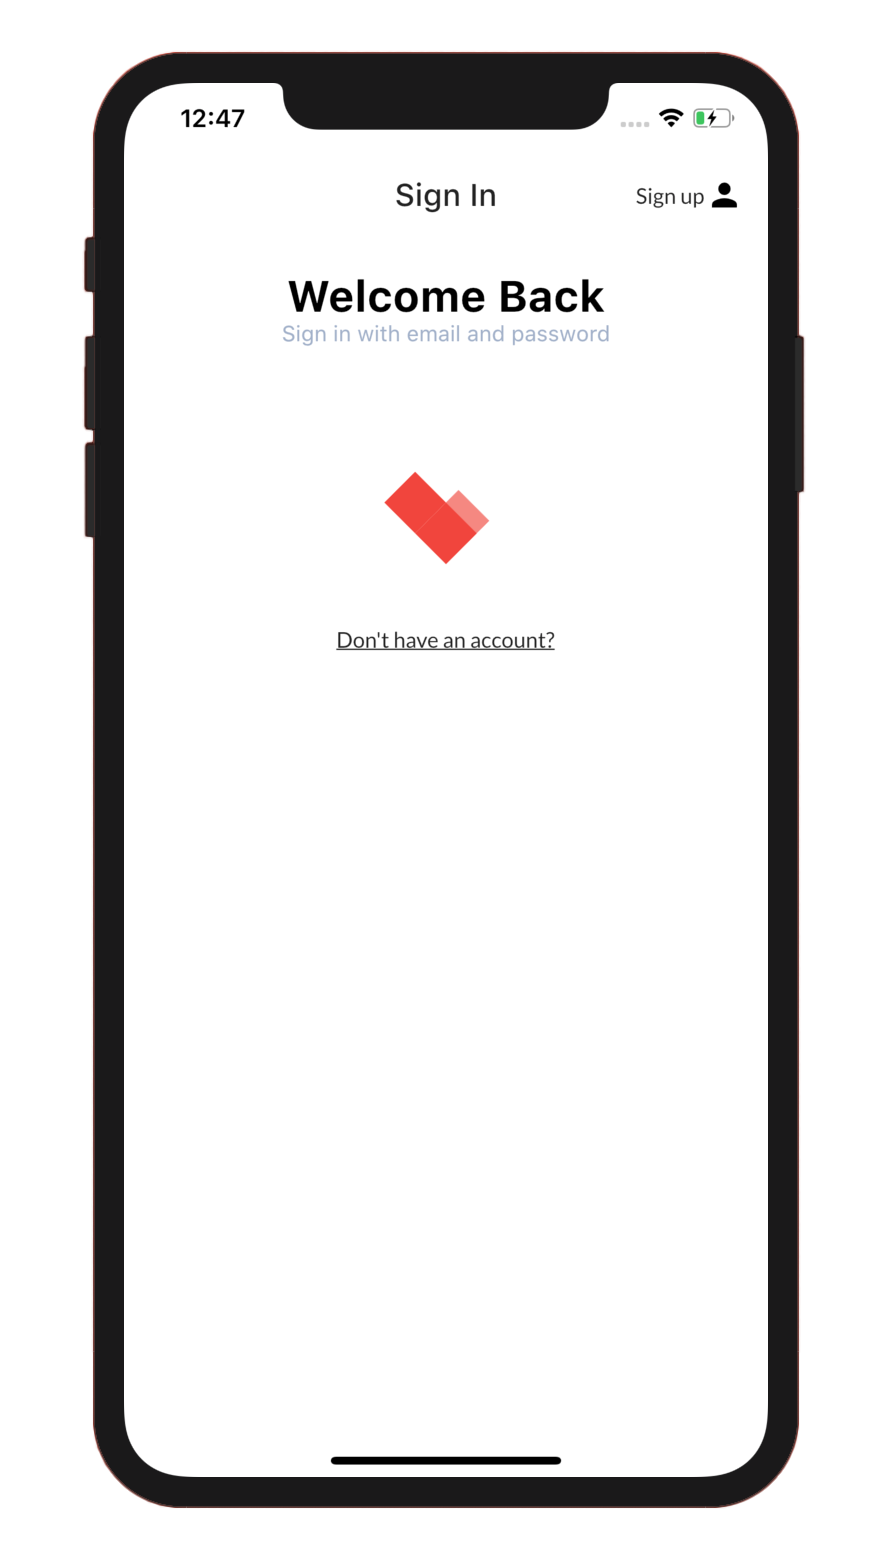 12:47
Sign In
Sign up
Welcome Back
Sign in with email and password
Don't have an account?